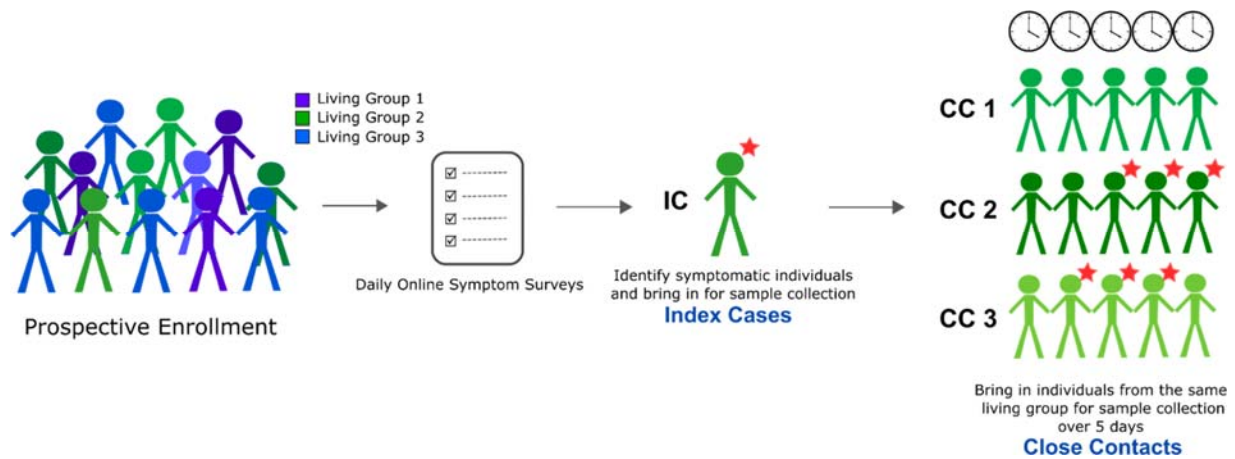 Living Group 1
Living Group 2
Living Group 3
Prospective Enrollment
Daily Online Symptom Surveys
IC
Identify symptomatic individuals
and bring in for sample collection
Index Cases
CC 1
CC 2
CC 3
Bring in individuals from the same
living group for sample collection
over 5 days
Close Contacts